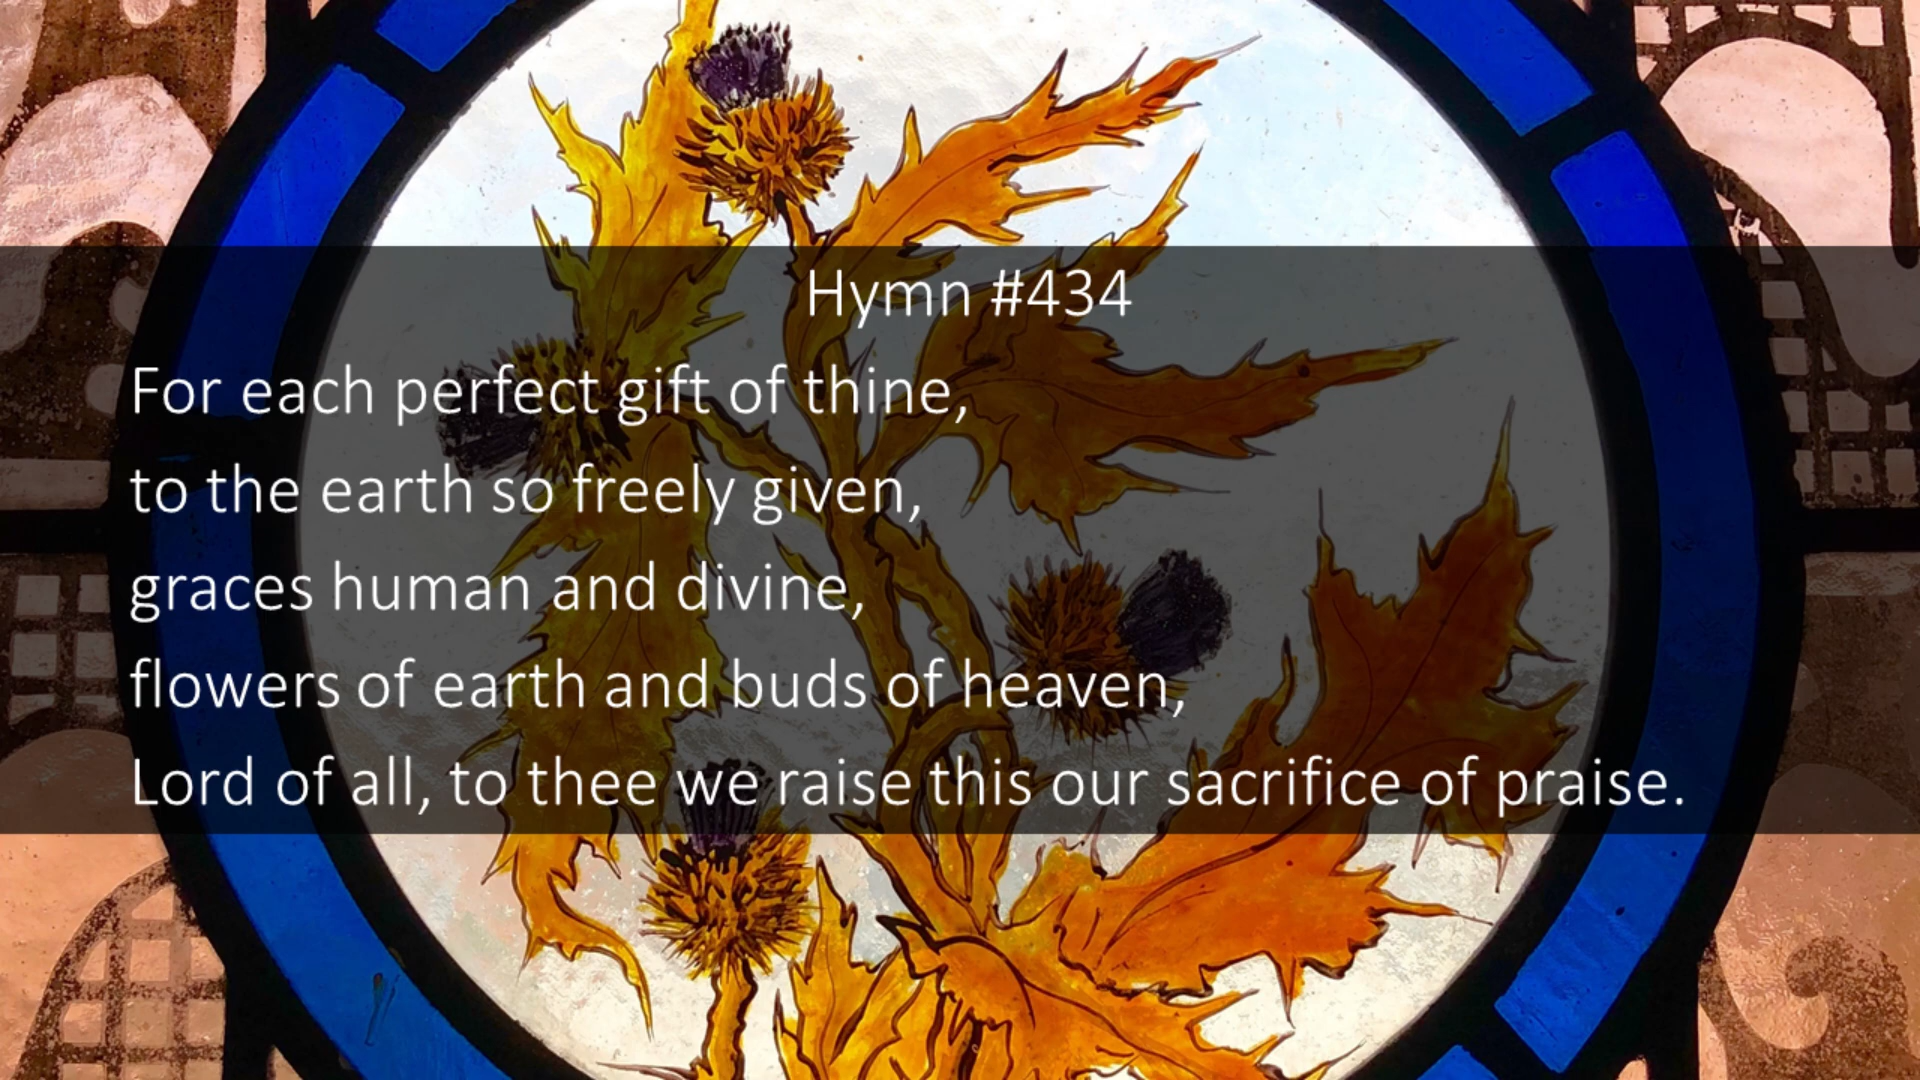 Hymn #434
For each perfect gift of thine,
to the earth so freely given,
graces human and divine,
flowers of earth and buds of heaven,
Lord of all, to thee we raise this our sacrifice of praise.